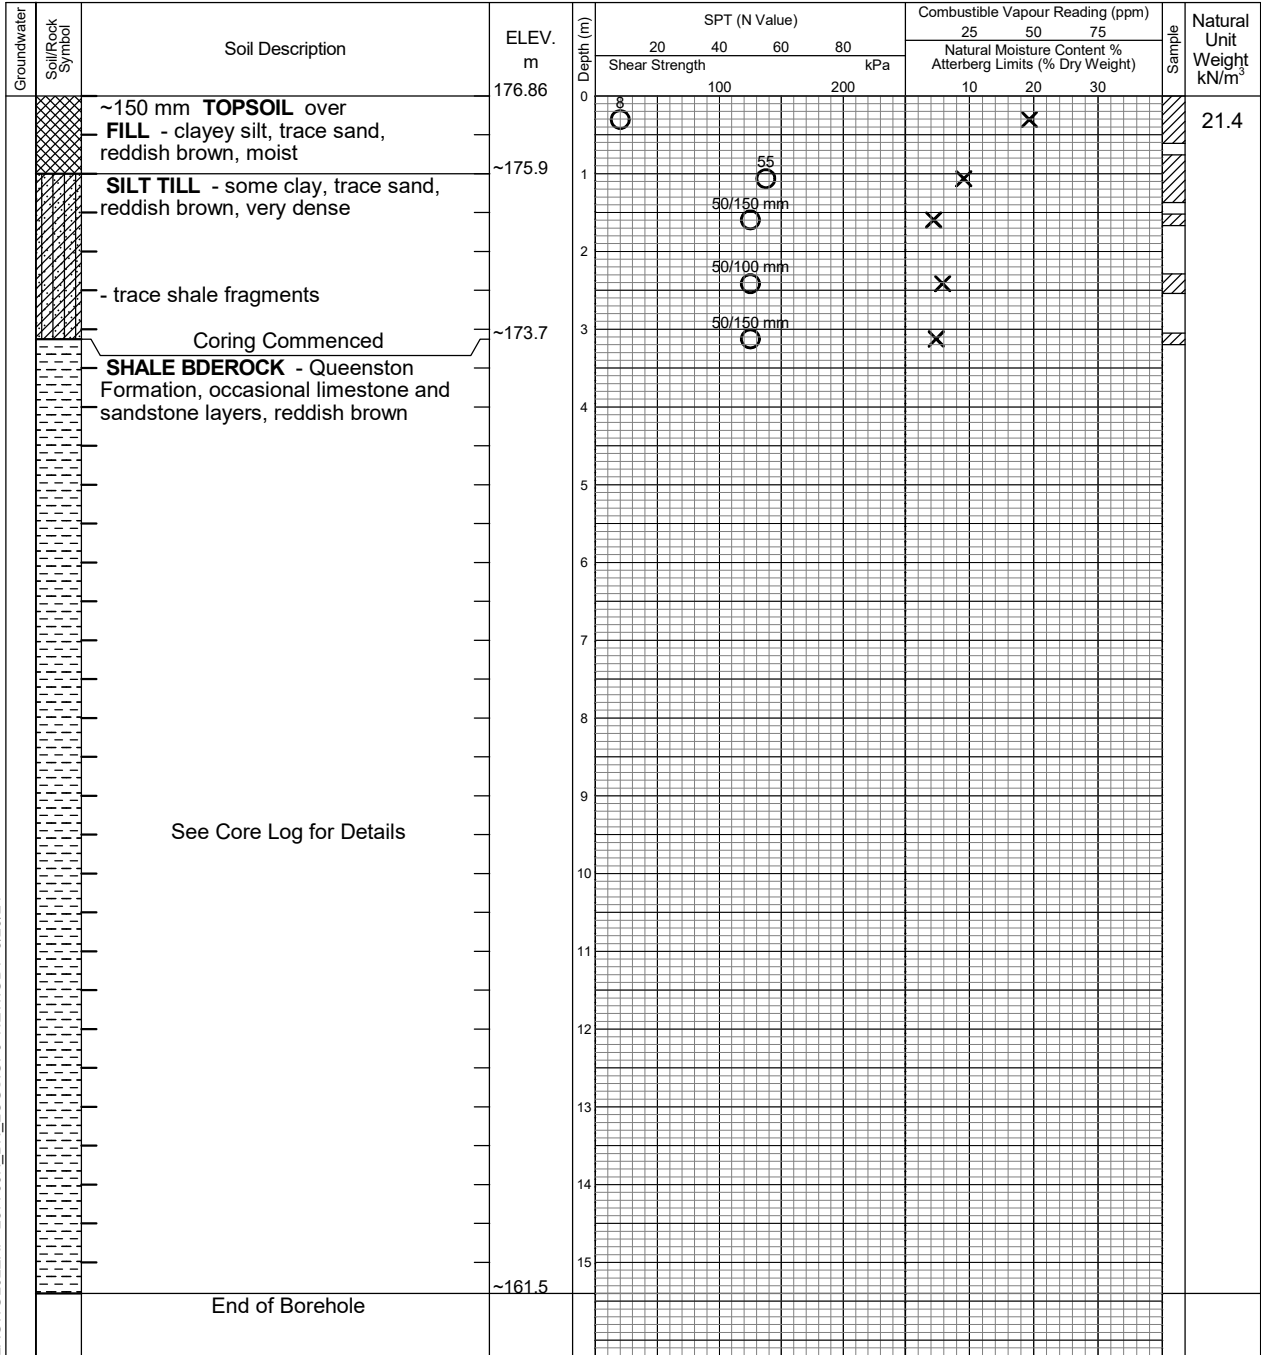 Groundwater
Soil/Rock
Symbol
Soil Description
ELEV.
m
Depth (m)
SPT (N Value)
20 40 60 80
Shear Strength kPa
100 200
Combustible Vapour Reading (ppm)
25 50 75
Natural Moisture Content %
Atterberg Limits (% Dry Weight)
10 20 30
Sample
Natural
Unit
Weight
kN/m³
176.86
0
~150 mm TOPSOIL over
FILL - clayey silt, trace sand,
reddish brown, moist
8
21.4
~175.9
1
SILT TILL - some clay, trace sand,
reddish brown, very dense
55
50/150 mm
2
50/100 mm
- trace shale fragments
50/150 mm
3
~173.7
Coring Commenced
SHALE BDEROCK - Queenston
Formation, occasional limestone and
sandstone layers, reddish brown
4
5
6
7
8
9
See Core Log for Details
10
11
12
13
14
15
~161.5
End of Borehole